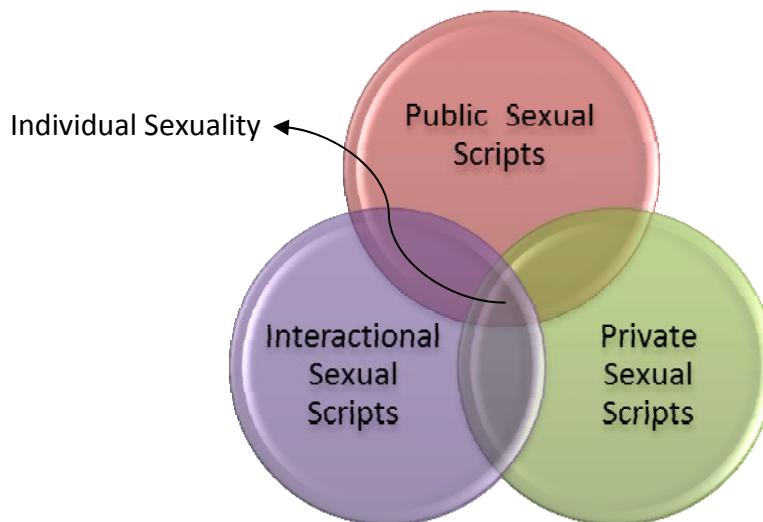 Individual Sexuality
Public Sexual
Scripts
Interactional
Sexual
Scripts
Private
Sexual
Scripts